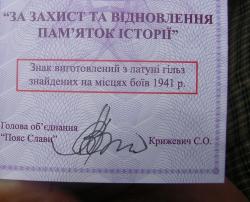 "ЗА ЗАХИСТ ТА ВІДНОВЛЕННЯ
ПАМ'ЯТОК ІСТОРІЇ"
Знак виготовлений з латуні гільз
знайдених на місцях боїв 1941 р.
Голова об'єднання
"Пояс Слави"
Крижевич С.О.